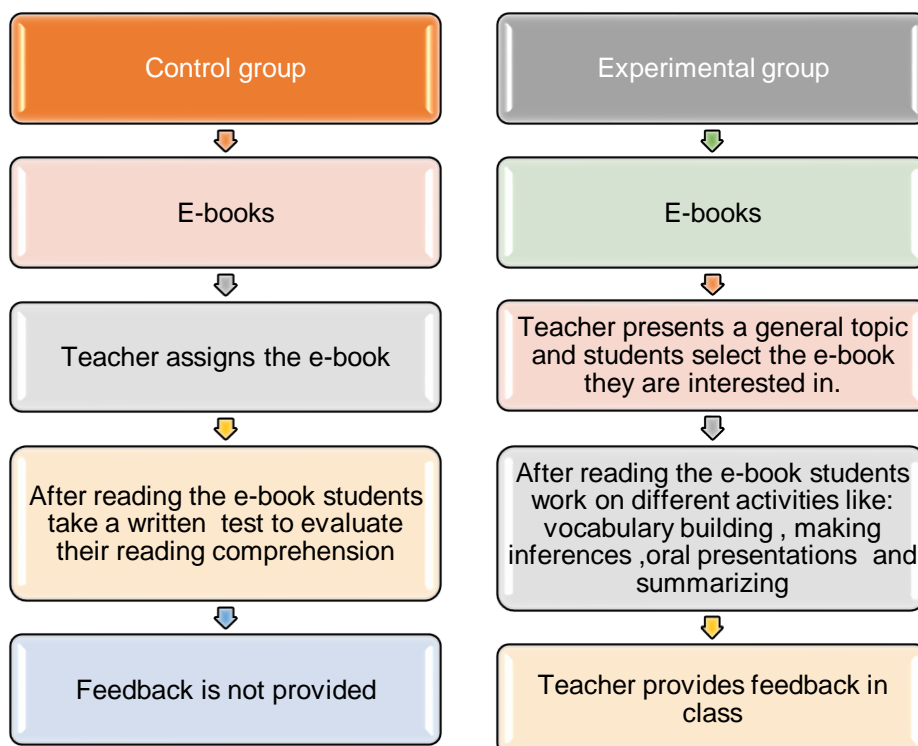 Control group
E-books
Teacher assigns the e-book
After reading the e-book students
take a written test to evaluate
their reading comprehension
Feedback is not provided
Experimental group
E-books
Teacher presents a general topic
and students select the e-book
they are interested in.
After reading the e-book students
work on different activities like:
vocabulary building , making
inferences ,oral presentations and
summarizing
Teacher provides feedback in
class